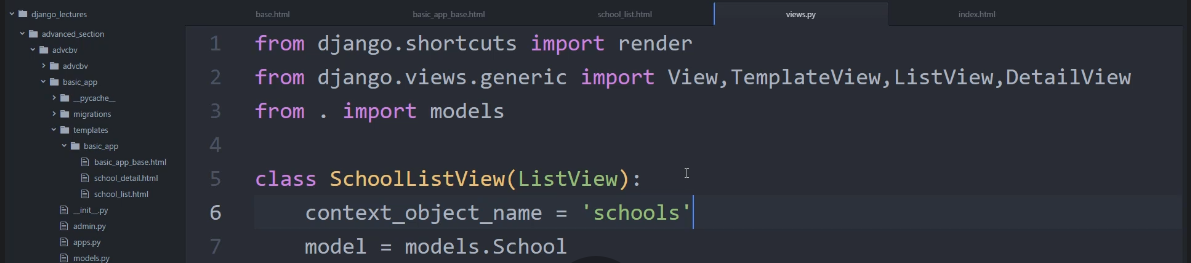 django_lectures
advanced_section
advcbv
advcbv
basic_app
__pycache__
migrations
templates
basic_app
basic_app_base.html
school_detail.html
school_list.html
__init__.py
admin.py
apps.py
models.py
base.html basic_app_base.html school_list.html views.py index.html
1 from django.shortcuts import render
2 from django.views.generic import View,TemplateView,ListView,DetailView
3 from . import models
4
5 class SchoolListView(ListView):
6 context_object_name = 'schools'
7 model = models.School